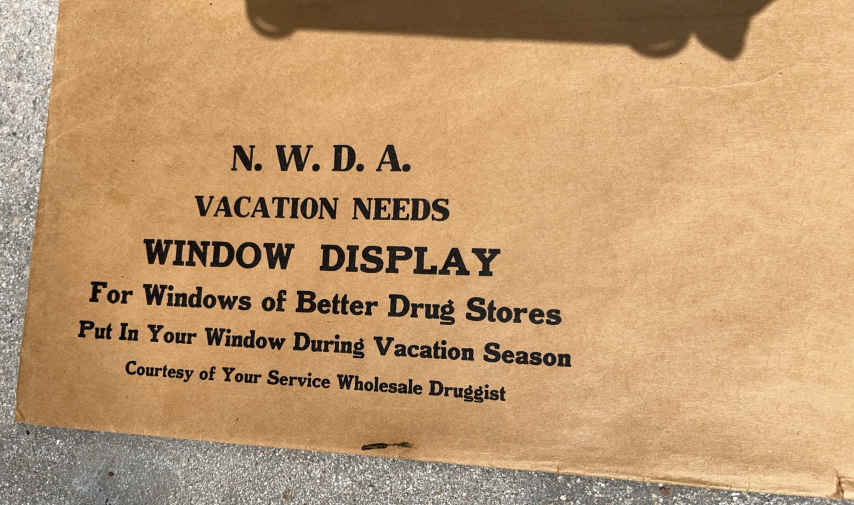 N. W. D. A.
VACATION NEEDS
WINDOW DISPLAY
For Windows of Better Drug Stores
Put In Your Window During Vacation Season
Courtesy of Your Service Wholesale Druggist